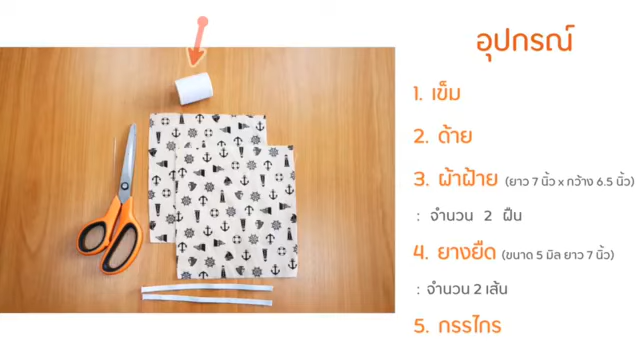 อุปกรณ์
1. เข็ม
2. ด้าย
3. ผ้าฝ้าย (ยาว 7 นิ้ว x กว้าง 6.5 นิ้ว)
: จำนวน 2 ผืน
4. ยางยืด (ขนาด 5 มิล ยาว 7 นิ้ว)
: จำนวน 2 เส้น
5. กรรไกร